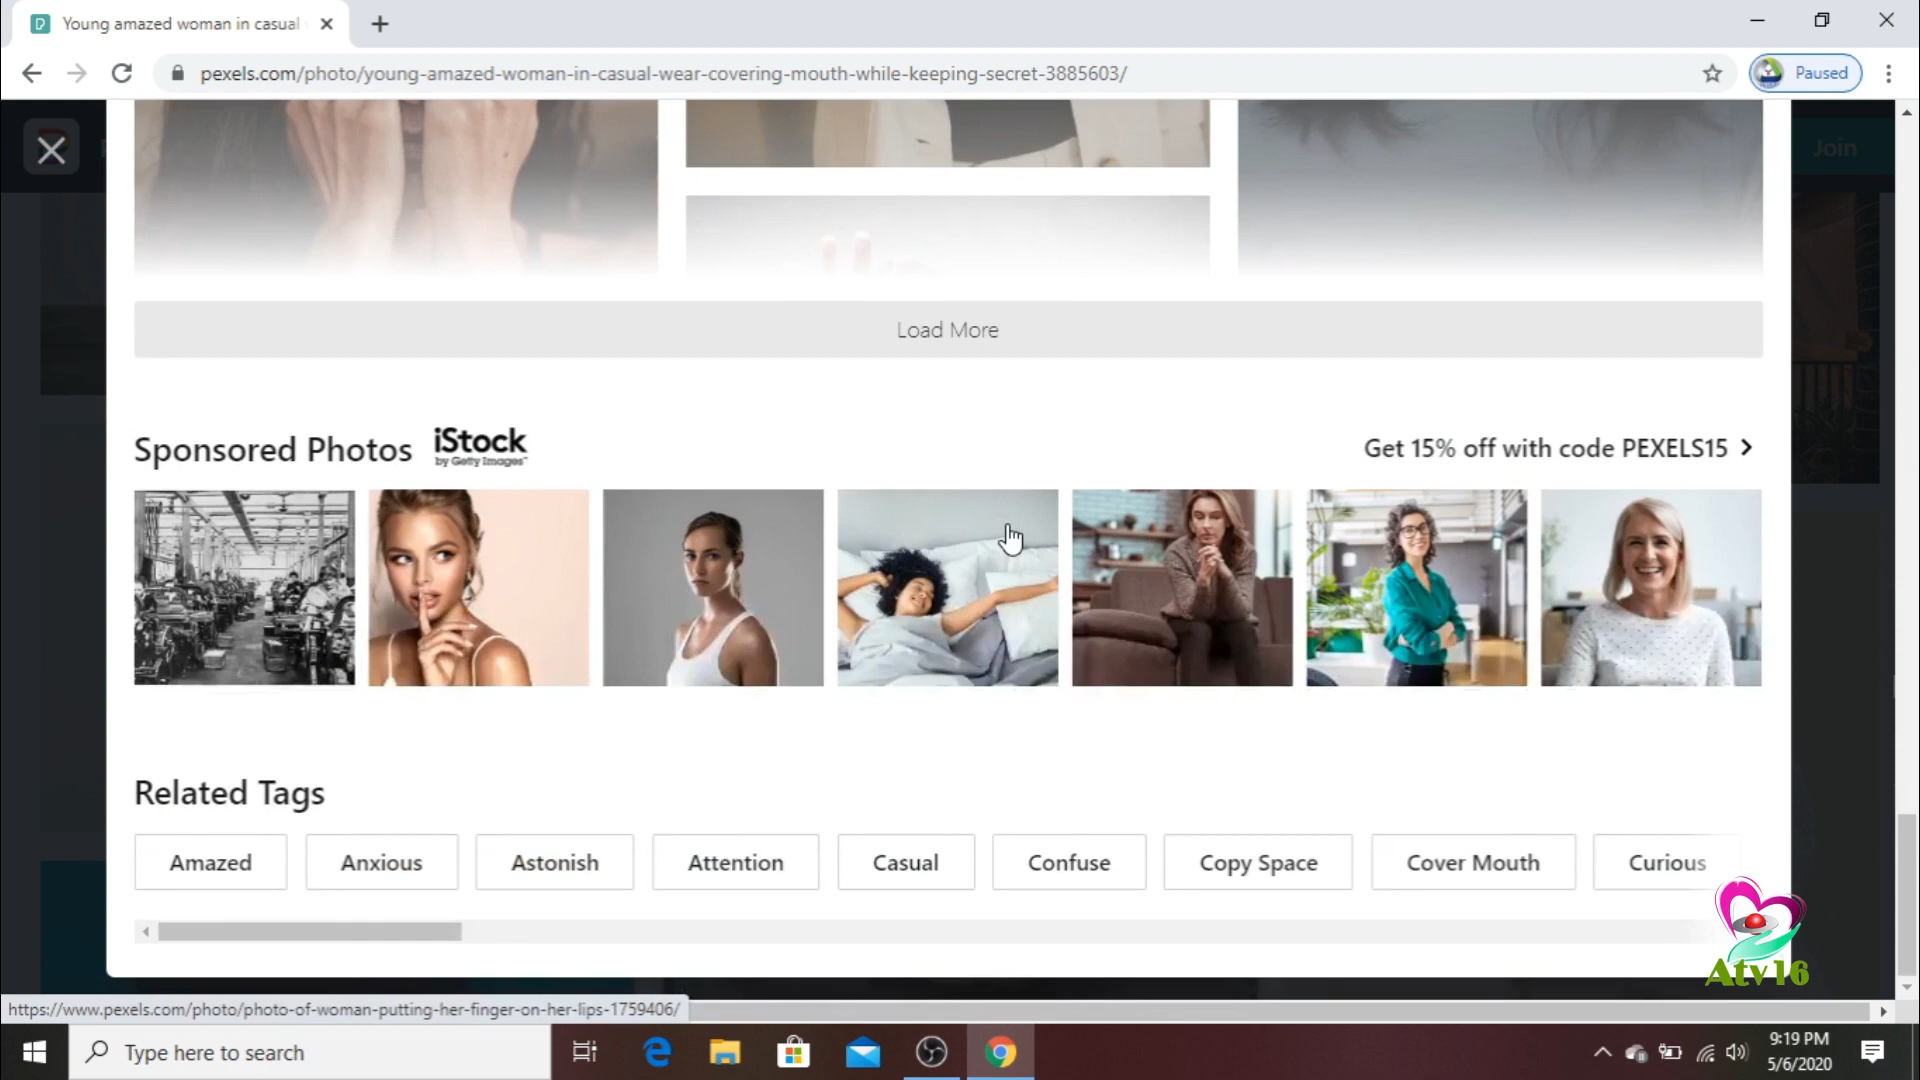 Young amazed woman in casual
pexels.com/photo/young-amazed-woman-in-casual-wear-covering-mouth-while-keeping-secret-3885603/
Paused
Join
Load More
Sponsored Photos
iStock
by Getty Images™
Get 15% off with code PEXELS15
Related Tags
Amazed
Anxious
Astonish
Attention
Casual
Confuse
Copy Space
Cover Mouth
Curious
Atv16
https://www.pexels.com/photo/photo-of-woman-putting-her-finger-on-her-lips-1759406/
Type here to search
9:19 PM
5/6/2020